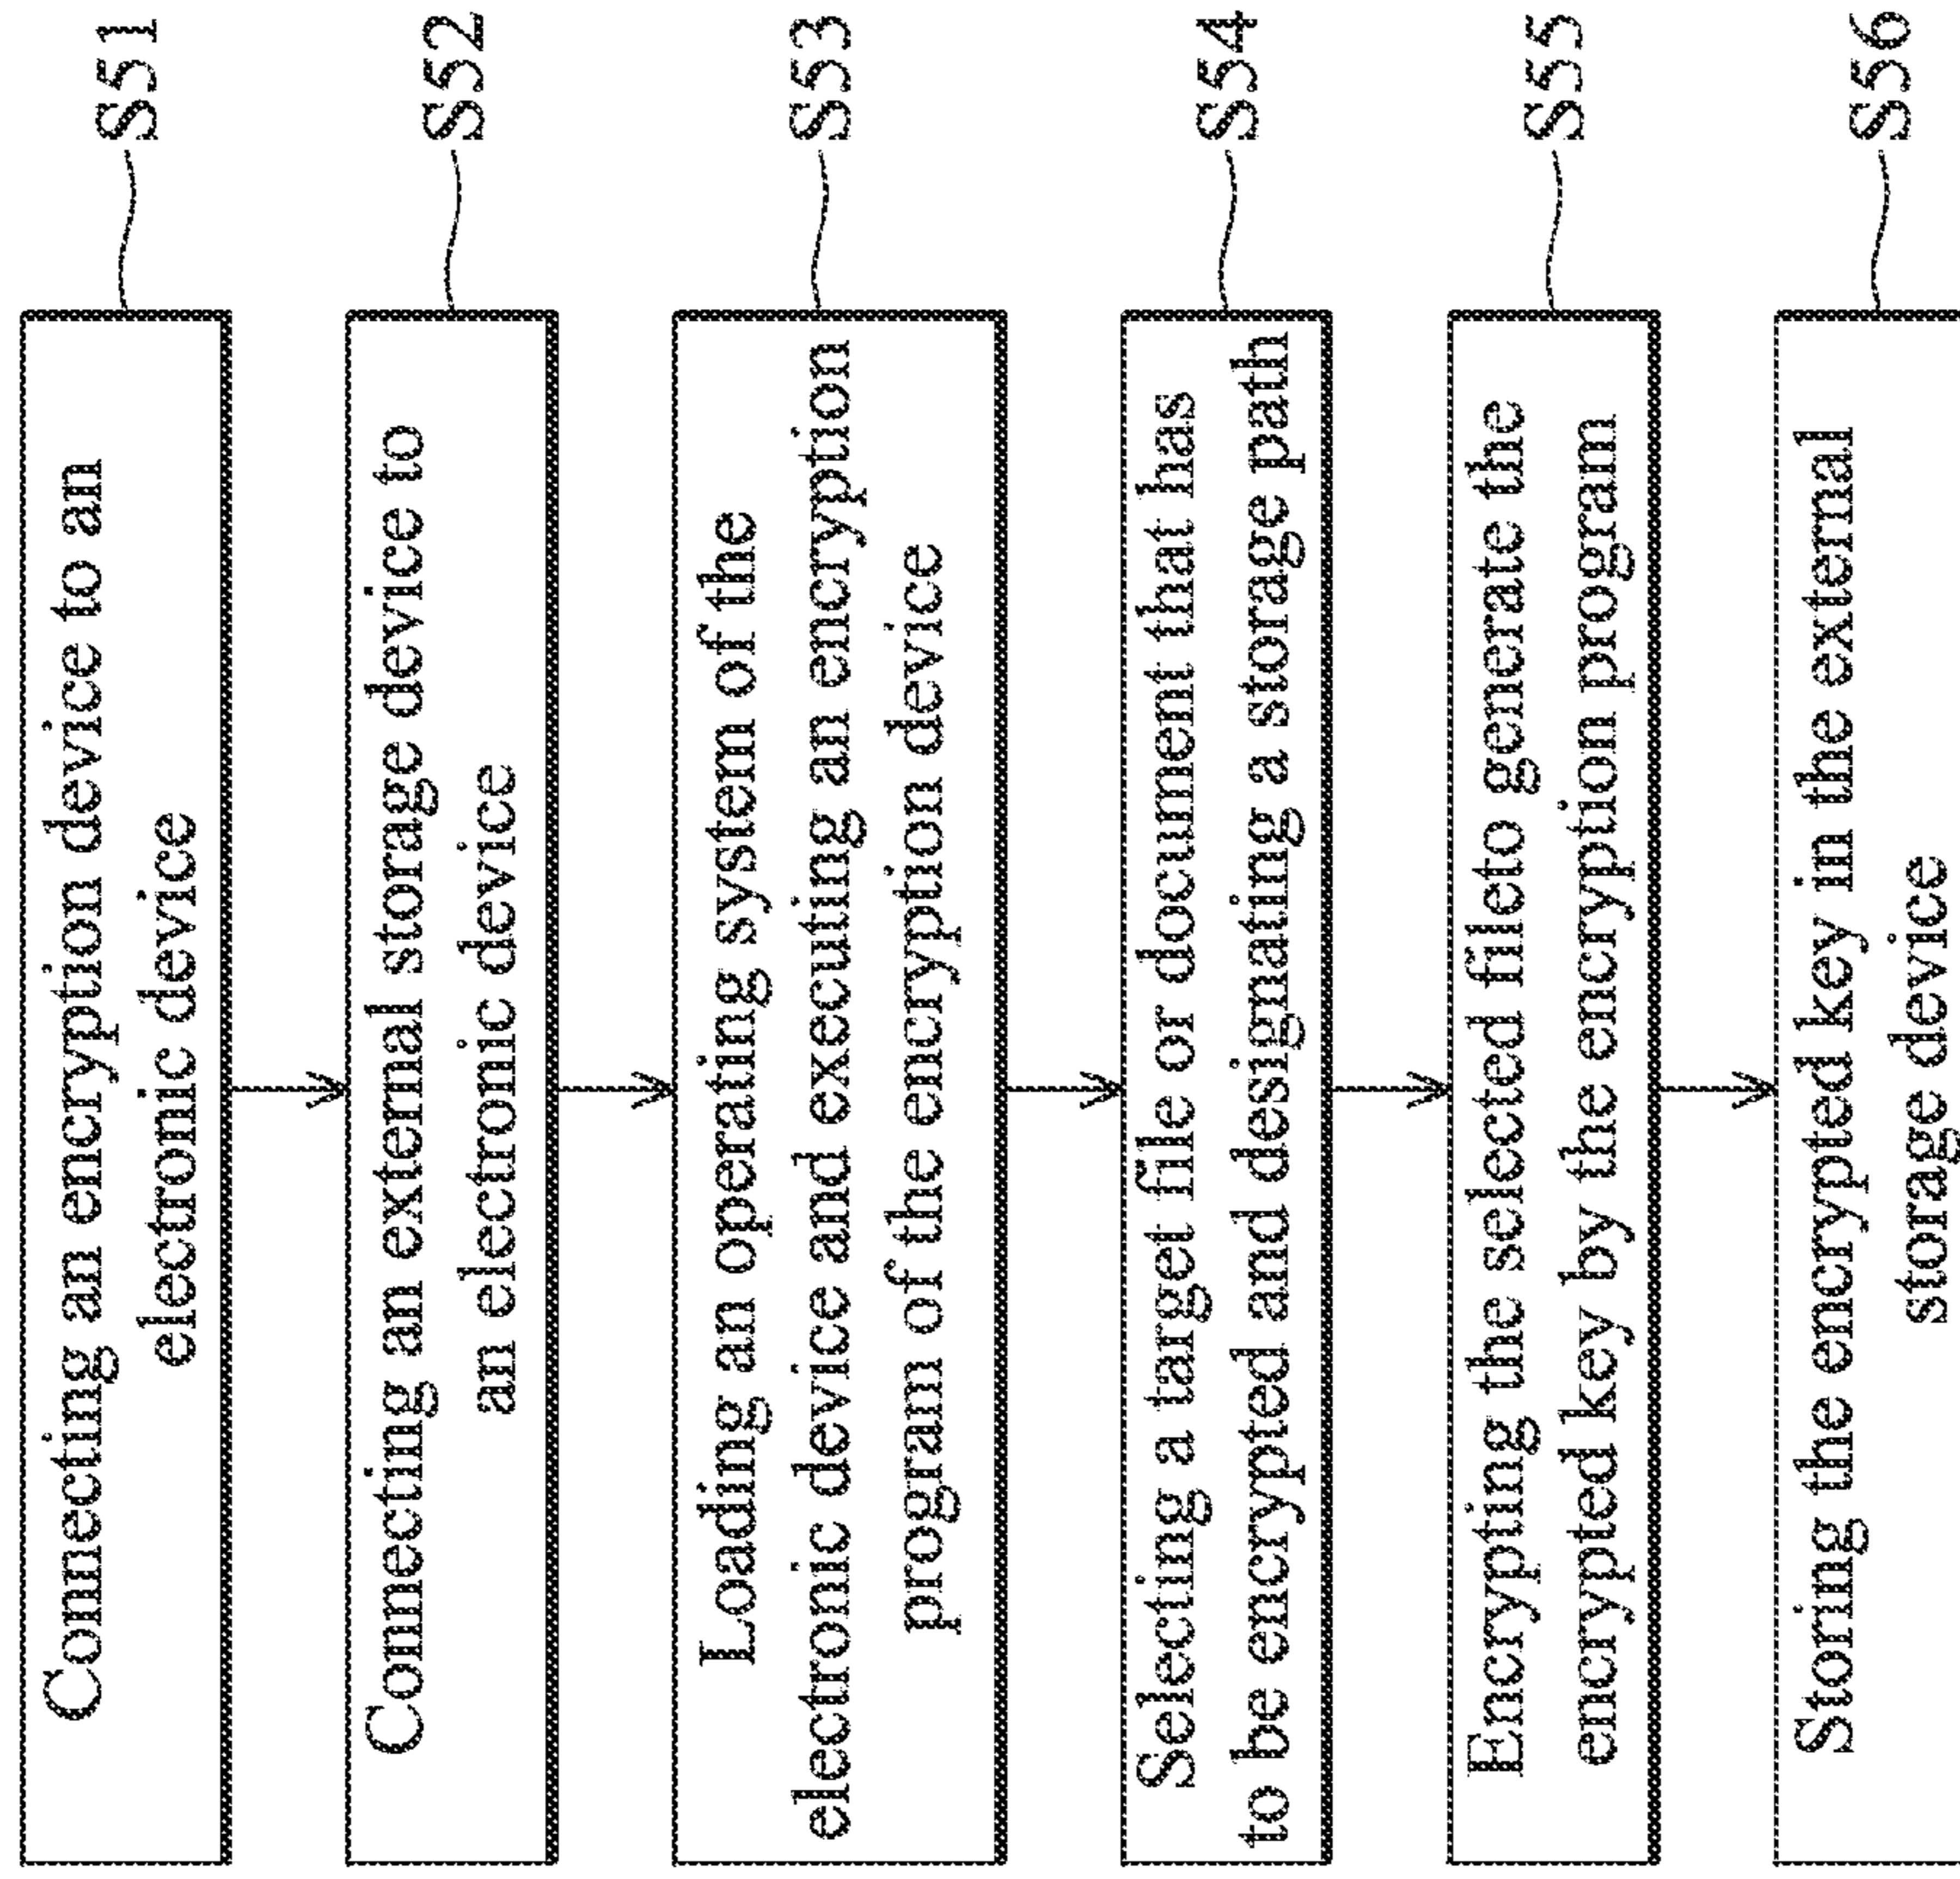 Connecting an encryption device to an
electronic device
S51
Connecting an external storage device to
an electronic device
S52
Loading an operating system of the
electronic device and executing an encryption
program of the encryption device
S53
Selecting a target file or document that has
to be encrypted and designating a storage path
S54
Encrypting the selected fileto generate the
encrypted key by the encryption program
S55
Storing the encrypted key in the external
storage device
S56